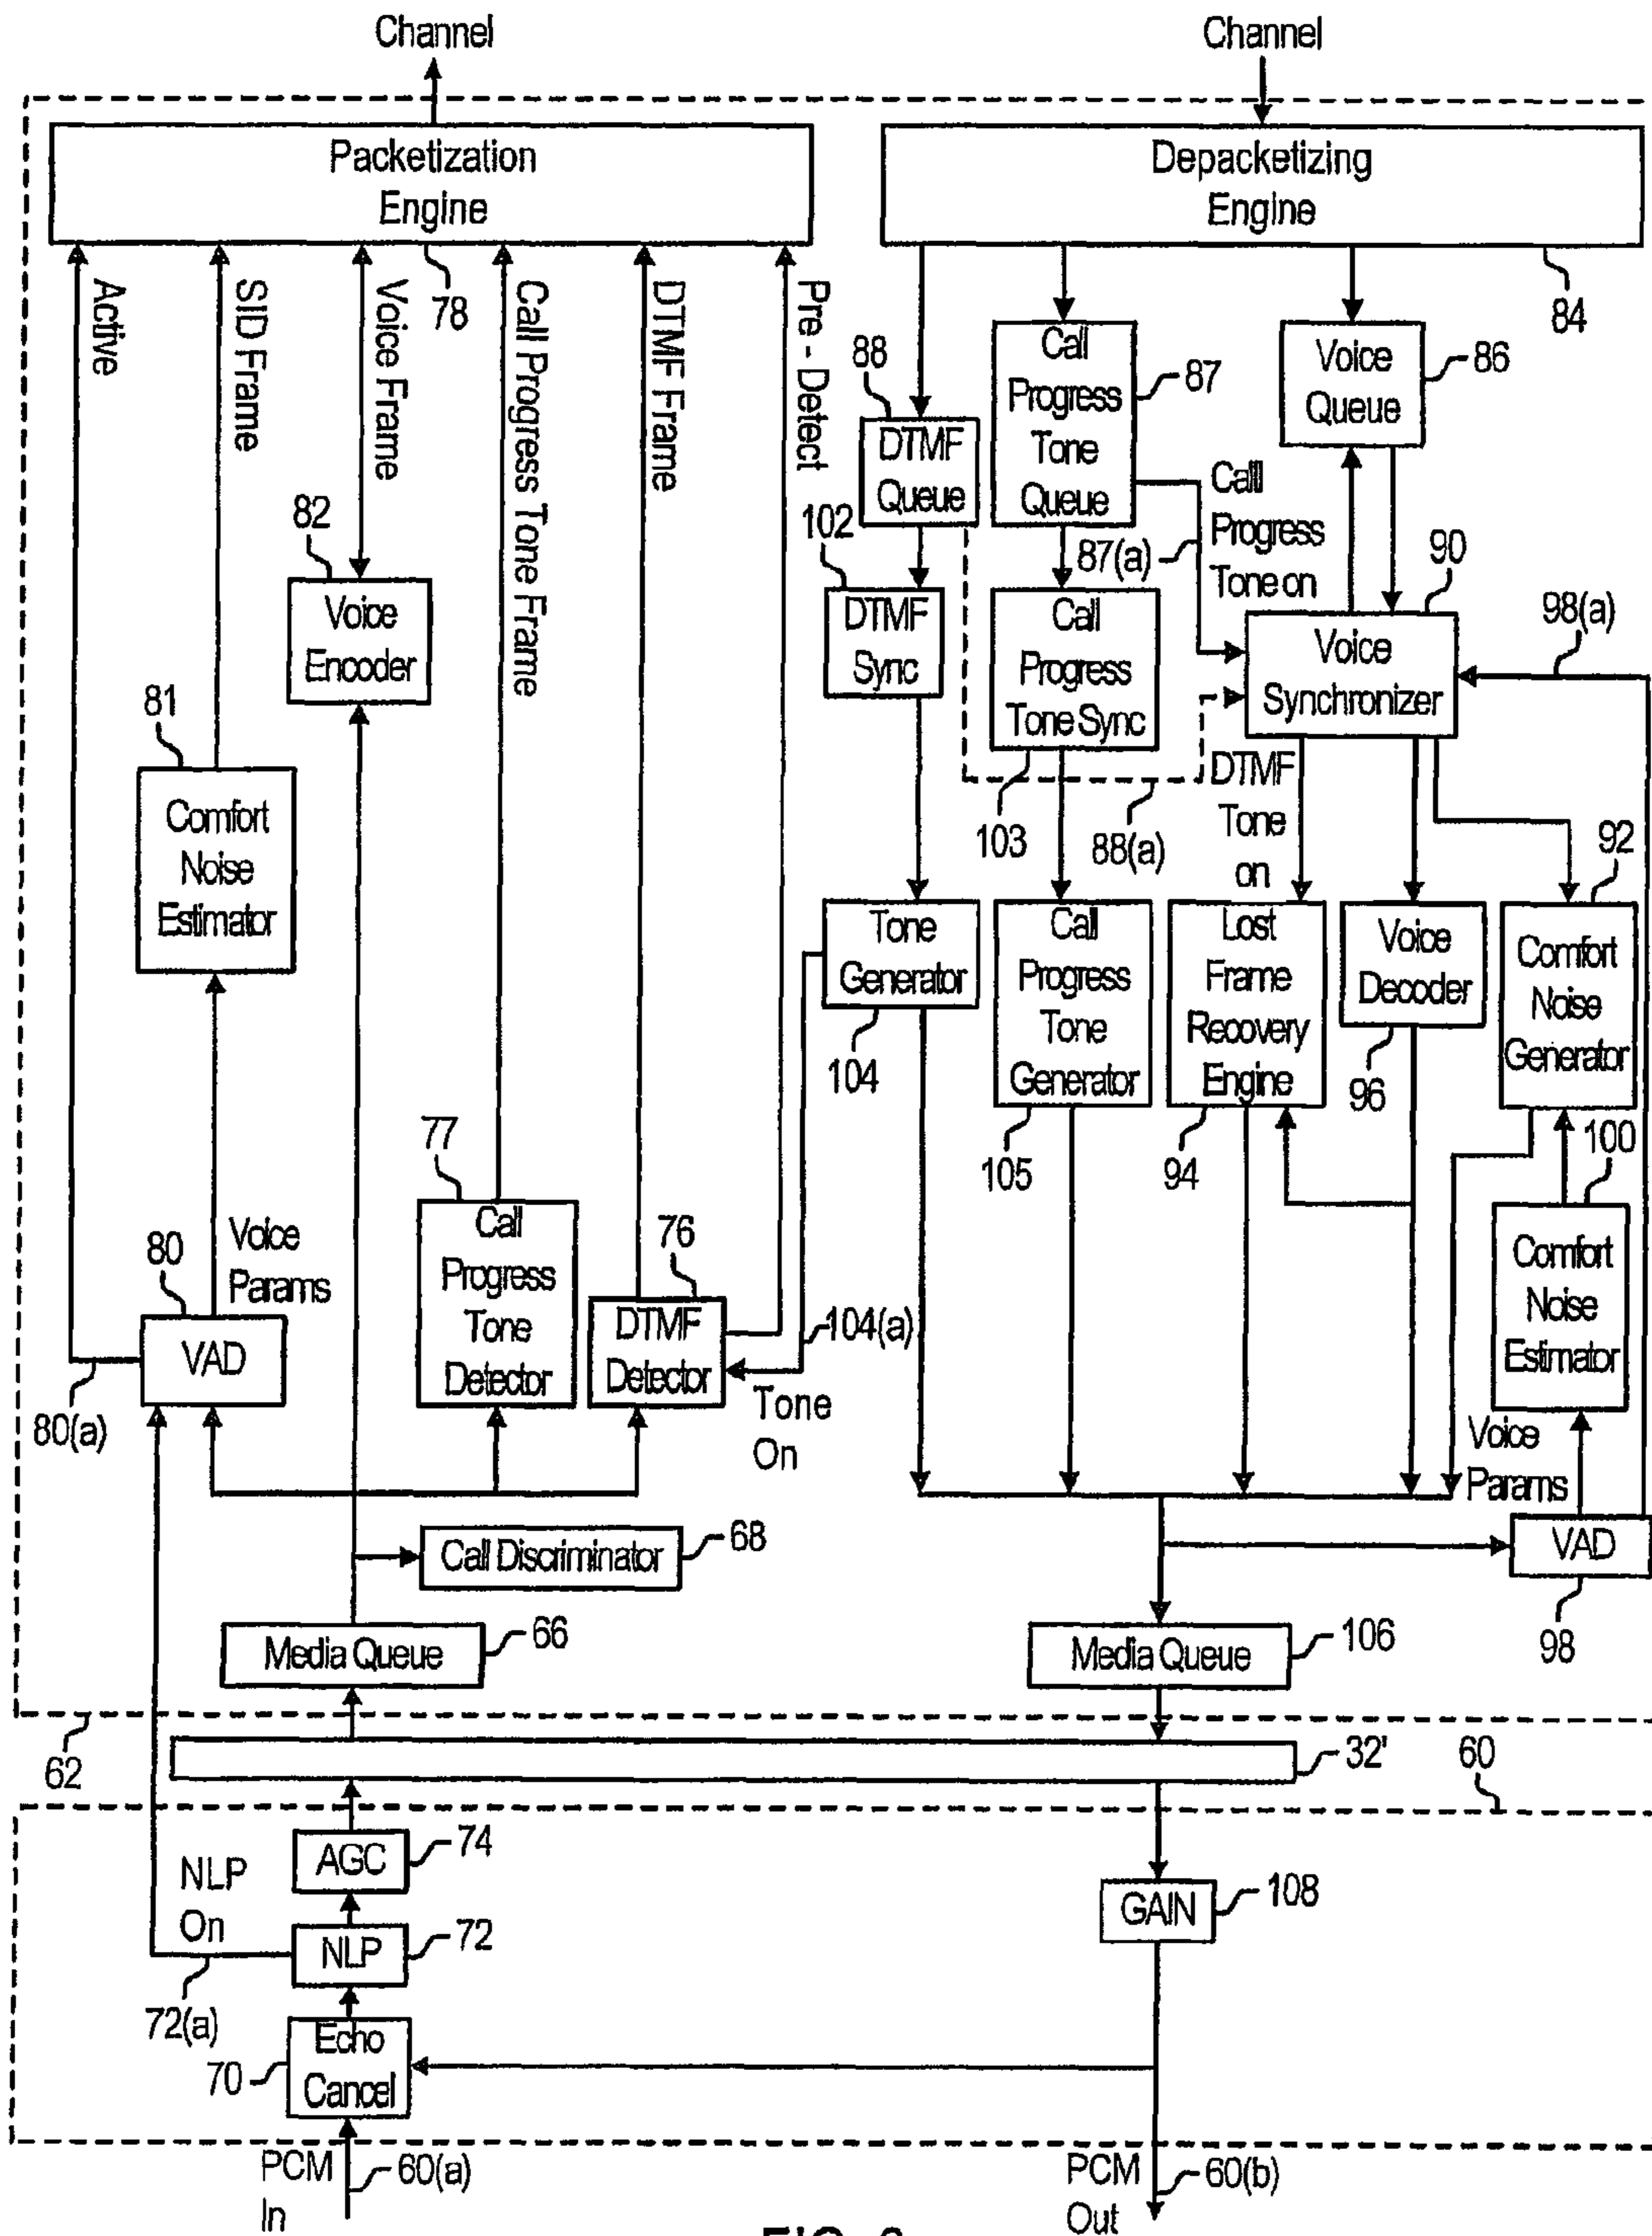 Channel
Channel
Packetization
Engine
Depacketizing
Engine
Active
SID Frame
Voice Frame
78
Call Progress Tone Frame
DTMF Frame
Pre - Detect
84
88
DTMF
Queue
Call
Progress
Tone
Queue
87
Voice
Queue
86
Call
Progress
Tone on
87(a)
82
Voice
Encoder
102
DTMF
Sync
Call
Progress
Tone Sync
103
90
Voice
Synchronizer
98(a)
88(a)
DTMF
Tone
on
81
Comfort
Noise
Estimator
92
Tone
Generator
104
Call
Progress
Tone
Generator
105
Lost
Frame
Recovery
Engine
94
Voice
Decoder
96
Comfort
Noise
Generator
100
Comfort
Noise
Estimator
77
Call
Progress
Tone
Detector
76
DTMF
Detector
104(a)
Tone
On
80
Voice
Params
VAD
80(a)
Voice
Params
VAD
98
Call Discriminator
68
Media Queue
66
Media Queue
106
62
32'
60
AGC
74
NLP
On
NLP
72
72(a)
GAIN
108
Echo
Cancel
70
PCM
In
60(a)
PCM
Out
60(b)